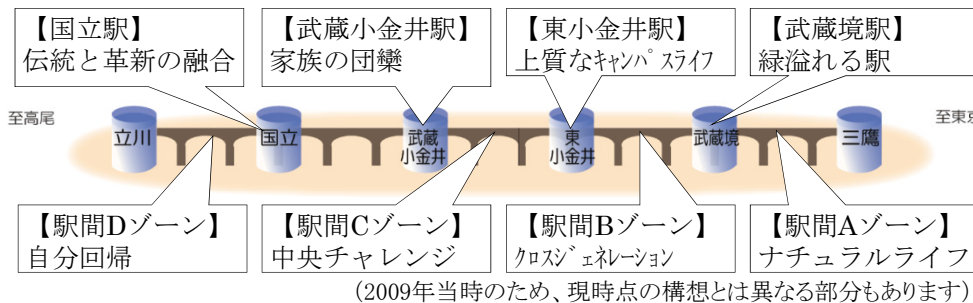 【国立駅】
伝統と革新の融合
【武蔵小金井駅】
家族の団欒
【東小金井駅】
上質なｷｬﾝﾊﾟｽﾗｲﾌ
【武蔵境駅】
緑溢れる駅
至高尾
立川
国立
武蔵
小金井
東
小金井
武蔵境
三鷹
至東京
【駅間Dゾーン】
自分回帰
【駅間Cゾーン】
中央チャレンジ
【駅間Bゾーン】
ｸﾛｽｼﾞｪﾈﾚｰｼｮﾝ
【駅間Aゾーン】
ナチュラルライフ
(2009年当時のため、現時点の構想とは異なる部分もあります)